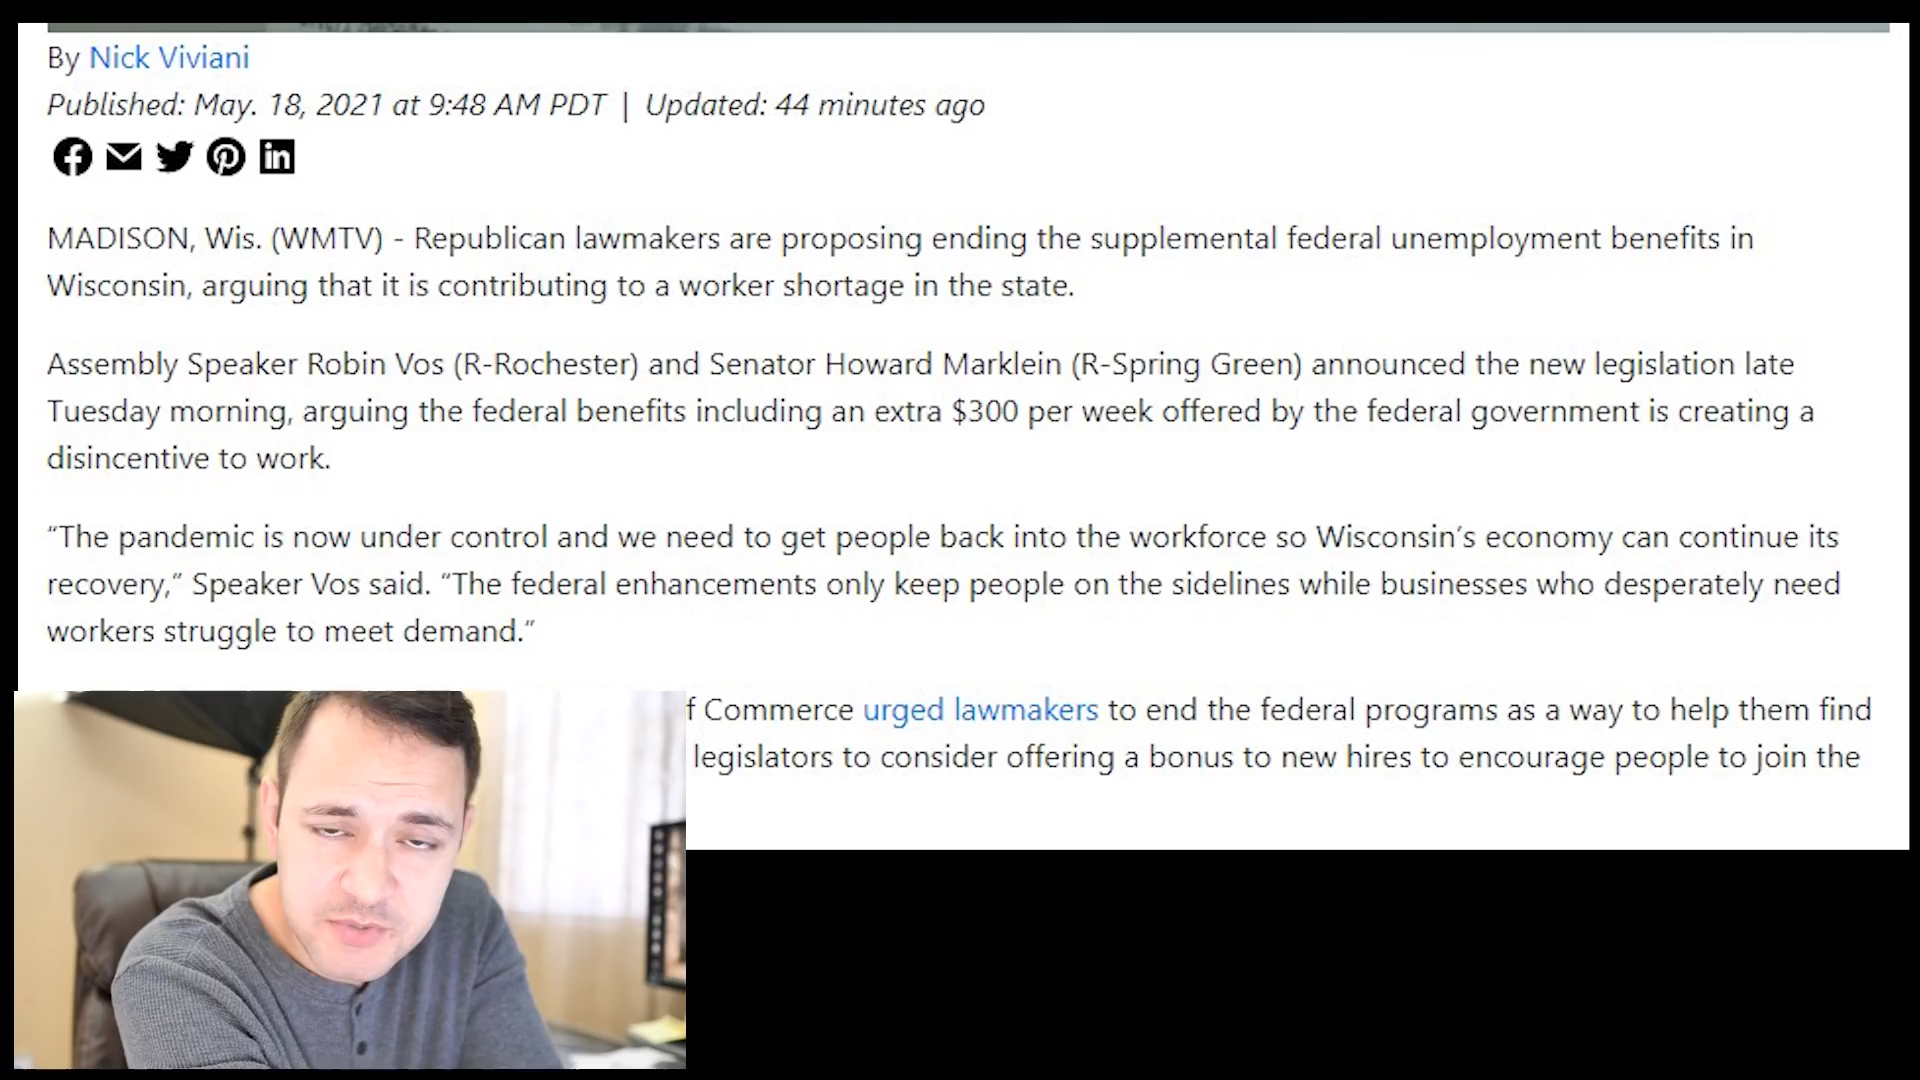 By Nick Viviani
Published: May. 18, 2021 at 9:48 AM PDT | Updated: 44 minutes ago
MADISON, Wis. (WMTV) - Republican lawmakers are proposing ending the supplemental federal unemployment benefits in
Wisconsin, arguing that it is contributing to a worker shortage in the state.
Assembly Speaker Robin Vos (R-Rochester) and Senator Howard Marklein (R-Spring Green) announced the new legislation late
Tuesday morning, arguing the federal benefits including an extra $300 per week offered by the federal government is creating a
disincentive to work.
“The pandemic is now under control and we need to get people back into the workforce so Wisconsin’s economy can continue its
recovery,” Speaker Vos said. “The federal enhancements only keep people on the sidelines while businesses who desperately need
workers struggle to meet demand.”
f Commerce urged lawmakers to end the federal programs as a way to help them find
legislators to consider offering a bonus to new hires to encourage people to join the